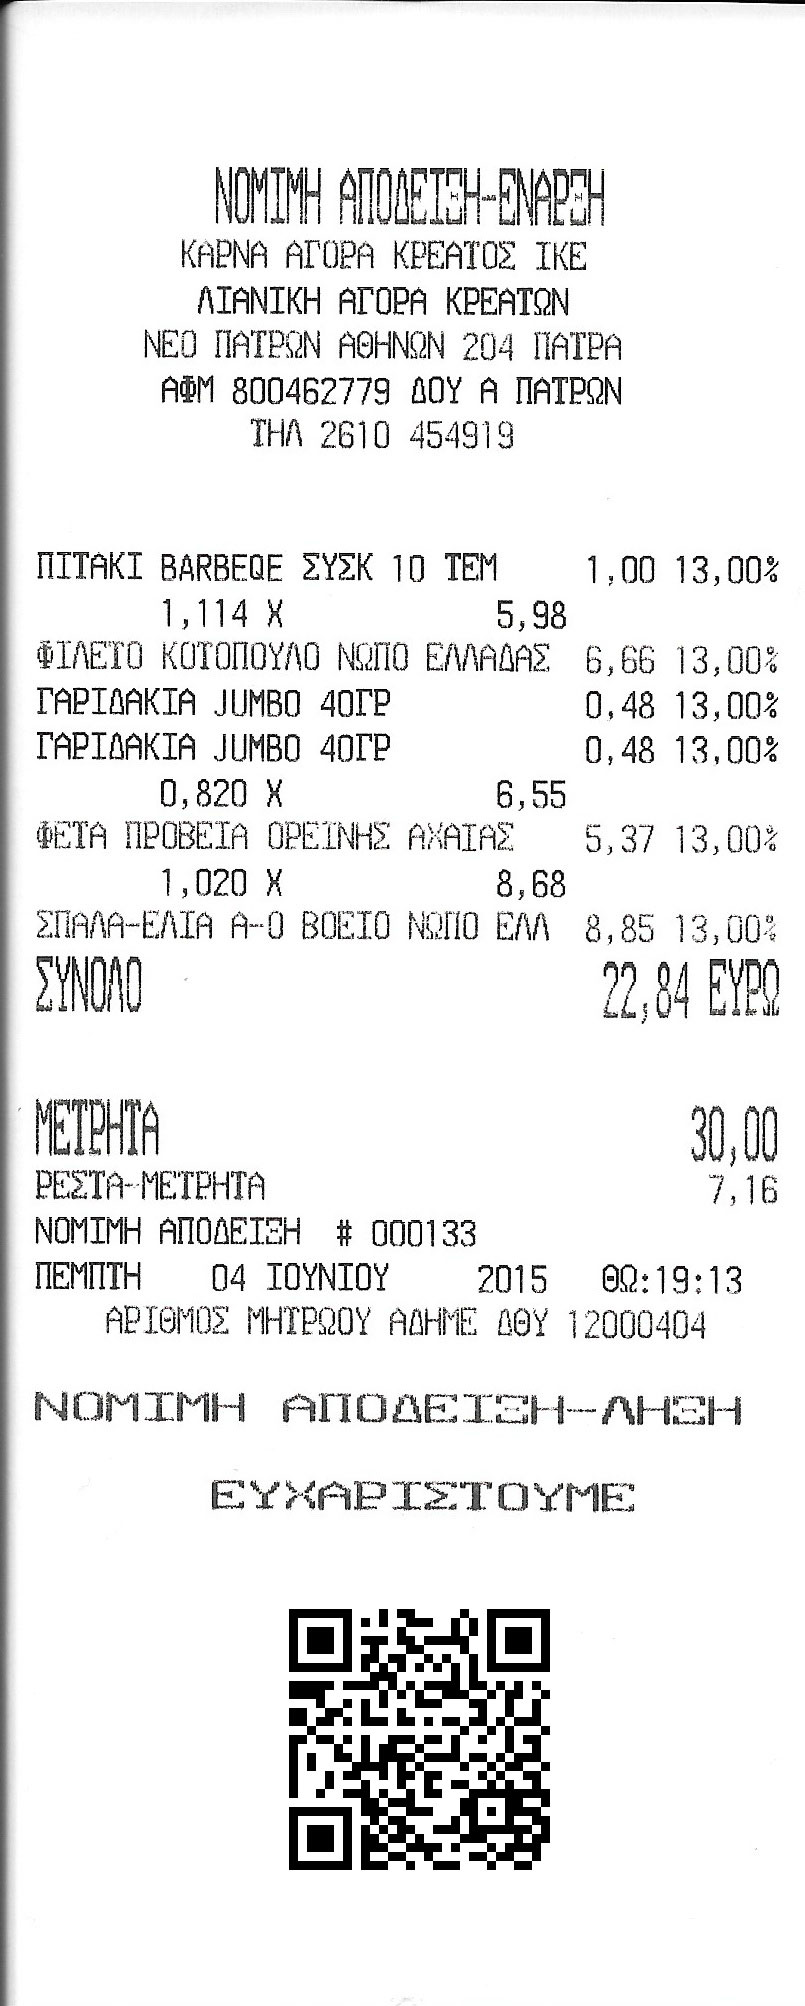 ΝΟΜΙΜΗ ΑΠΟΔΕΙΞΗ-ΕΝΑΡΞΗ
ΚΑΡΝΑ ΑΓΟΡΑ ΚΡΕΑΤΟΣ ΙΚΕ
ΛΙΑΝΙΚΗ ΑΓΟΡΑ ΚΡΕΑΤΩΝ
ΝΕΟ ΠΑΤΡΩΝ ΑΘΗΝΩΝ 204 ΠΑΤΡΑ
ΑΦΜ 800462779 ΔΟΥ Α ΠΑΤΡΩΝ
ΤΗΛ 2610 454919
ΠΙΤΑΚΙ BARBEQE ΣΥΣΚ 10 ΤΕΜ 1,00 13,00%
1,114 X 5,98
ΦΙΛΕΤΟ ΚΟΤΟΠΟΥΛΟ ΝΩΠΟ ΕΛΛΑΔΑΣ 6,66 13,00%
ΓΑΡΙΔΑΚΙΑ JUMBO 40ΓΡ 0,48 13,00%
ΓΑΡΙΔΑΚΙΑ JUMBO 40ΓΡ 0,48 13,00%
0,820 X 6,55
ΦΕΤΑ ΠΡΟΒΕΙΑ ΟΡΕΙΝΗΣ ΑΧΑΙΑΣ 5,37 13,00%
1,020 X 8,68
ΣΠΑΛΑ-ΕΛΙΑ Α-Ο ΒΟΕΙΟ ΝΩΠΟ ΕΛΛ 8,85 13,00%
ΣΥΝΟΛΟ 22,84 ΕΥΡΩ
ΜΕΤΡΗΤΑ 30,00
ΡΕΣΤΑ-ΜΕΤΡΗΤΑ 7,16
ΝΟΜΙΜΗ ΑΠΟΔΕΙΞΗ # 000133
ΠΕΜΠΤΗ 04 ΙΟΥΝΙΟΥ 2015 ΘΩ:19:13
ΑΡΙΘΜΟΣ ΜΗΤΡΩΟΥ ΑΔΗΜΕ ΔΘΥ 12000404
ΝΟΜΙΜΗ ΑΠΟΔΕΙΞΗ-ΛΗΞΗ
ΕΥΧΑΡΙΣΤΟΥΜΕ